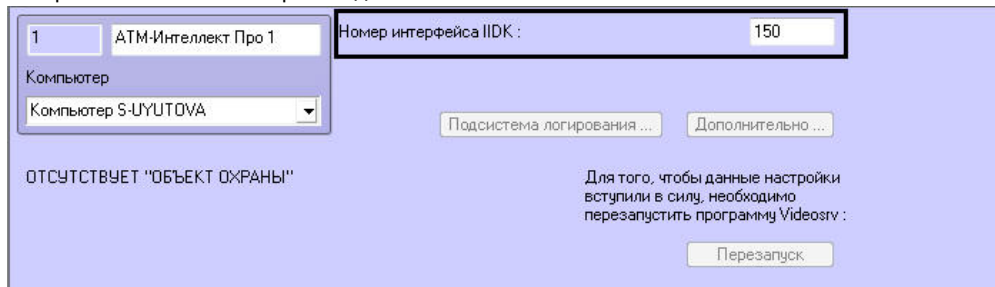 1 АТМ-Интеллект Про 1
Номер интерфейса IIDK : 150
Компьютер
Компьютер S-UYUTOVA
Подсистема логирования ... Дополнительно ...
ОТСУТСТВУЕТ "ОБЪЕКТ ОХРАНЫ"
Для того, чтобы данные настройки
вступили в силу, необходимо
перезапустить программу Videosrv :
Перезапуск